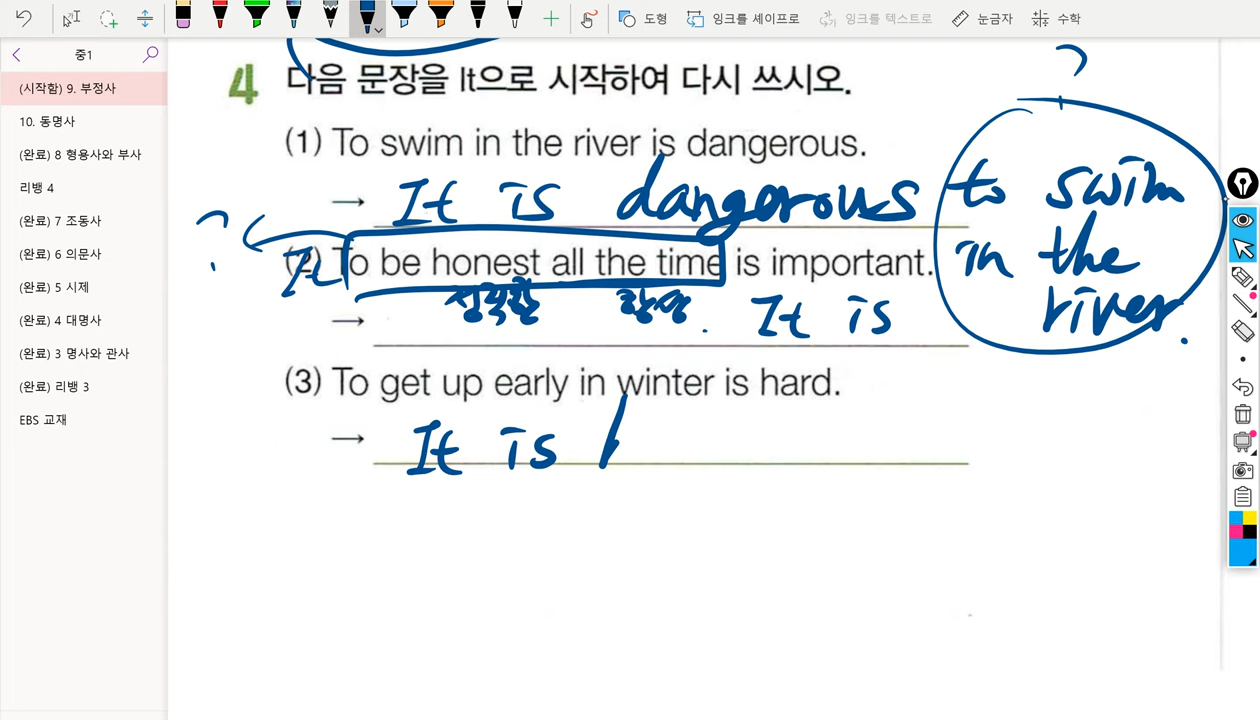 도형
잉크를 셰이프로
잉크를 텍스트로
눈금자
수학
중1
(시작함) 9. 부정사
10. 동명사
(완료) 8 형용사와 부사
리뱅 4
(완료) 7 조동사
(완료) 6 의문사
(완료) 5 시제
(완료) 4 대명사
(완료) 3 명사와 관사
(완료) 리뱅 3
EBS 교재
?
4 다음 문장을 It으로 시작하여 다시 쓰시오.
(1) To swim in the river is dangerous.
→ It is dangerous to swim
in the
river.
? It
(2) To be honest all the time is important.
정직한 항상.
→ It is
(3) To get up early in winter is hard.
→ It is h